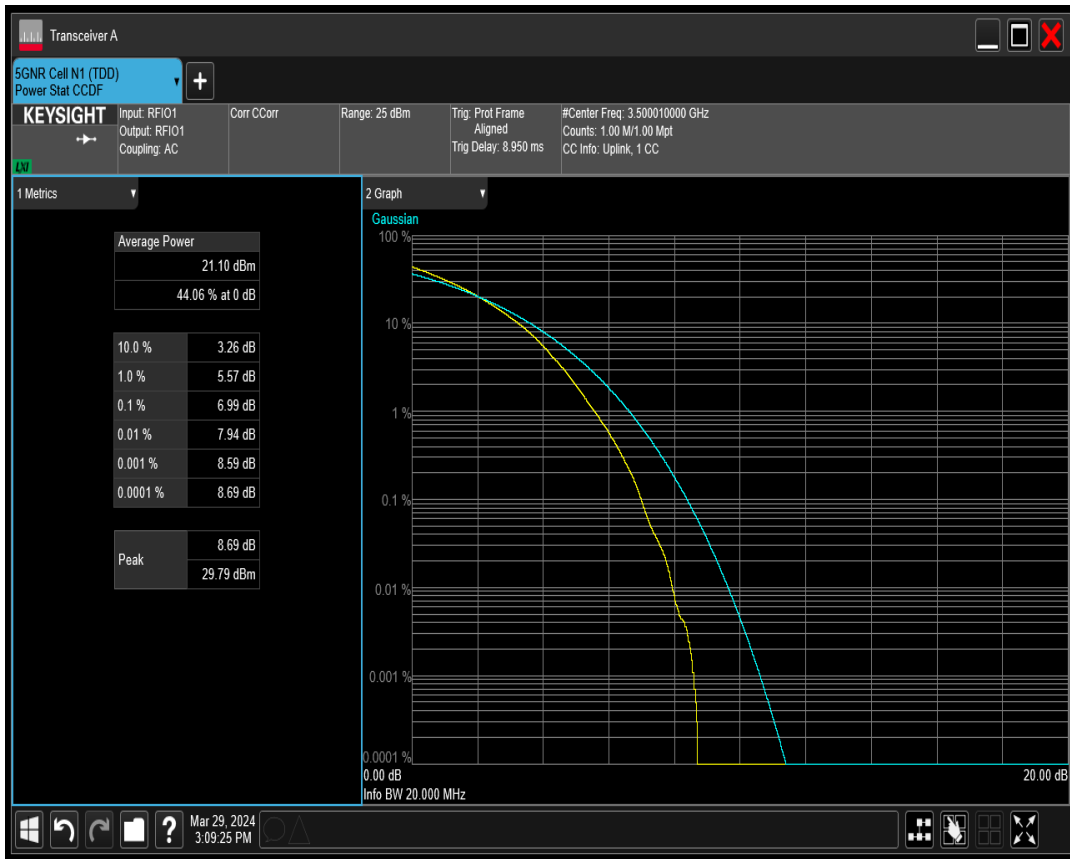 Transceiver A
5GNR Cell N1 (TDD)
Power Stat CCDF
+
KEYSIGHT
LXI
Input: RFIO1
Output: RFIO1
Coupling: AC
Corr CCorr
Range: 25 dBm
Trig: Prot Frame
Aligned
Trig Delay: 8.950 ms
#Center Freq: 3.500010000 GHz
Counts: 1.00 M/1.00 Mpt
CC Info: Uplink, 1 CC
1 Metrics
Average Power
21.10 dBm
44.06 % at 0 dB
10.0 % 3.26 dB
1.0 % 5.57 dB
0.1 % 6.99 dB
0.01 % 7.94 dB
0.001 % 8.59 dB
0.0001 % 8.69 dB
Peak
8.69 dB
29.79 dBm
2 Graph
Gaussian
100 %
10 %
1 %
0.1 %
0.01 %
0.001 %
0.0001 %
0.00 dB 20.00 dB
Info BW 20.000 MHz
?
Mar 29, 2024
3:09:25 PM